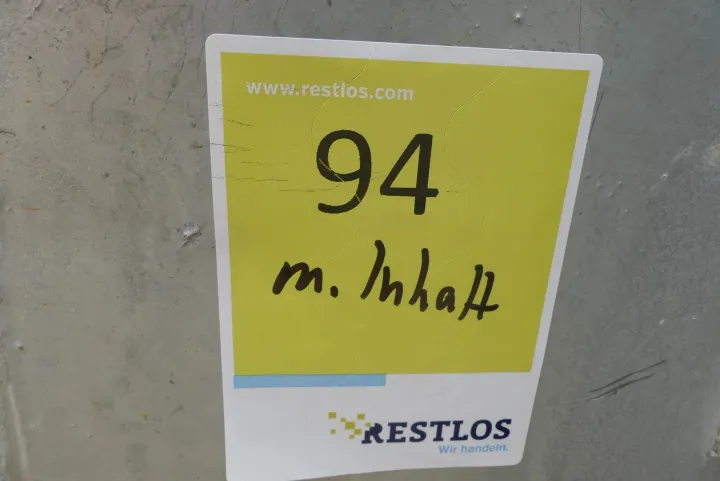 www.restlos.com
94
m. Inhalt
RESTLOS
Wir handeln.